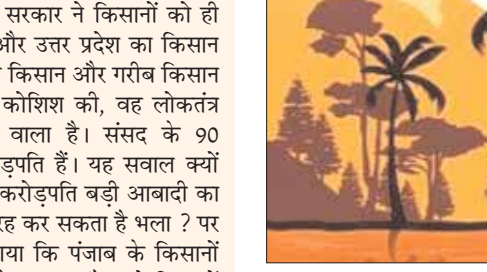 सरकार ने किसानों को ही
और उत्तर प्रदेश का किसान
किसान और गरीब किसान
कोशिश की, वह लोकतंत्र
वाला है। संसद के 90
हैं। यह सवाल क्यों
करोड़पति बड़ी आबादी का
कर सकता है भला ? पर
कि पंजाब के किसानों